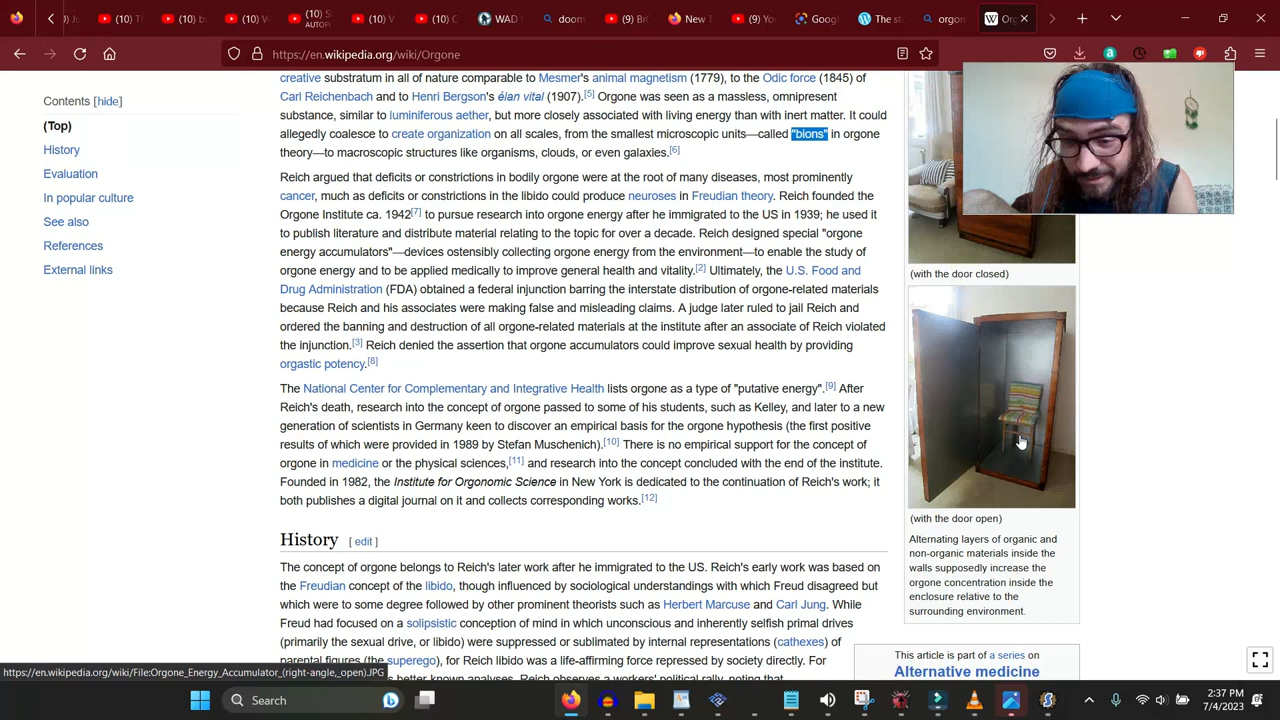 (10) Tl
(10) b
(10) V
(10) S
AUTOPL
(10) V
(10) C
WAD
doom
(9) Br
New T
(9) Yo
Googl
The s
orgon
Or
https://en.wikipedia.org/wiki/Orgone
Contents [hide]
(Top)
History
Evaluation
In popular culture
See also
References
External links
creative substratum in all of nature comparable to Mesmer's animal magnetism (1779), to the Odic force (1845) of
Carl Reichenbach and to Henri Bergson's élan vital (1907).[5] Orgone was seen as a massless, omnipresent
substance, similar to luminiferous aether, but more closely associated with living energy than with inert matter. It could
allegedly coalesce to create organization on all scales, from the smallest microscopic units—called "bions" in orgone
theory—to macroscopic structures like organisms, clouds, or even galaxies.[6]
Reich argued that deficits or constrictions in bodily orgone were at the root of many diseases, most prominently
cancer, much as deficits or constrictions in the libido could produce neuroses in Freudian theory. Reich founded the
Orgone Institute ca. 1942[7] to pursue research into orgone energy after he immigrated to the US in 1939; he used it
to publish literature and distribute material relating to the topic for over a decade. Reich designed special "orgone
energy accumulators"—devices ostensibly collecting orgone energy from the environment—to enable the study of
orgone energy and to be applied medically to improve general health and vitality.[2] Ultimately, the U.S. Food and
Drug Administration (FDA) obtained a federal injunction barring the interstate distribution of orgone-related materials
because Reich and his associates were making false and misleading claims. A judge later ruled to jail Reich and
ordered the banning and destruction of all orgone-related materials at the institute after an associate of Reich violated
the injunction.[3] Reich denied the assertion that orgone accumulators could improve sexual health by providing
orgastic potency.[8]
The National Center for Complementary and Integrative Health lists orgone as a type of "putative energy".[9] After
Reich's death, research into the concept of orgone passed to some of his students, such as Kelley, and later to a new
generation of scientists in Germany keen to discover an empirical basis for the orgone hypothesis (the first positive
results of which were provided in 1989 by Stefan Muschenich).[10] There is no empirical support for the concept of
orgone in medicine or the physical sciences,[11] and research into the concept concluded with the end of the institute.
Founded in 1982, the Institute for Orgonomic Science in New York is dedicated to the continuation of Reich's work; it
both publishes a digital journal on it and collects corresponding works.[12]
History [ edit ]
The concept of orgone belongs to Reich's later work after he immigrated to the US. Reich's early work was based on
the Freudian concept of the libido, though influenced by sociological understandings with which Freud disagreed but
which were to some degree followed by other prominent theorists such as Herbert Marcuse and Carl Jung. While
Freud had focused on a solipsistic conception of mind in which unconscious and inherently selfish primal drives
(primarily the sexual drive, or libido) were suppressed or sublimated by internal representations (cathexes) of
parental figures (the superego), for Reich libido was a life-affirming force repressed by society directly. For
(with the door closed)
(with the door open)
Alternating layers of organic and
non-organic materials inside the
walls supposedly increase the
orgone concentration inside the
enclosure relative to the
surrounding environment.
This article is part of a series on
Alternative medicine
https://en.wikipedia.org/wiki/File:Orgone_Energy_Accumulator_(right-angle,_open).JPG
Search
2:37 PM
7/4/2023